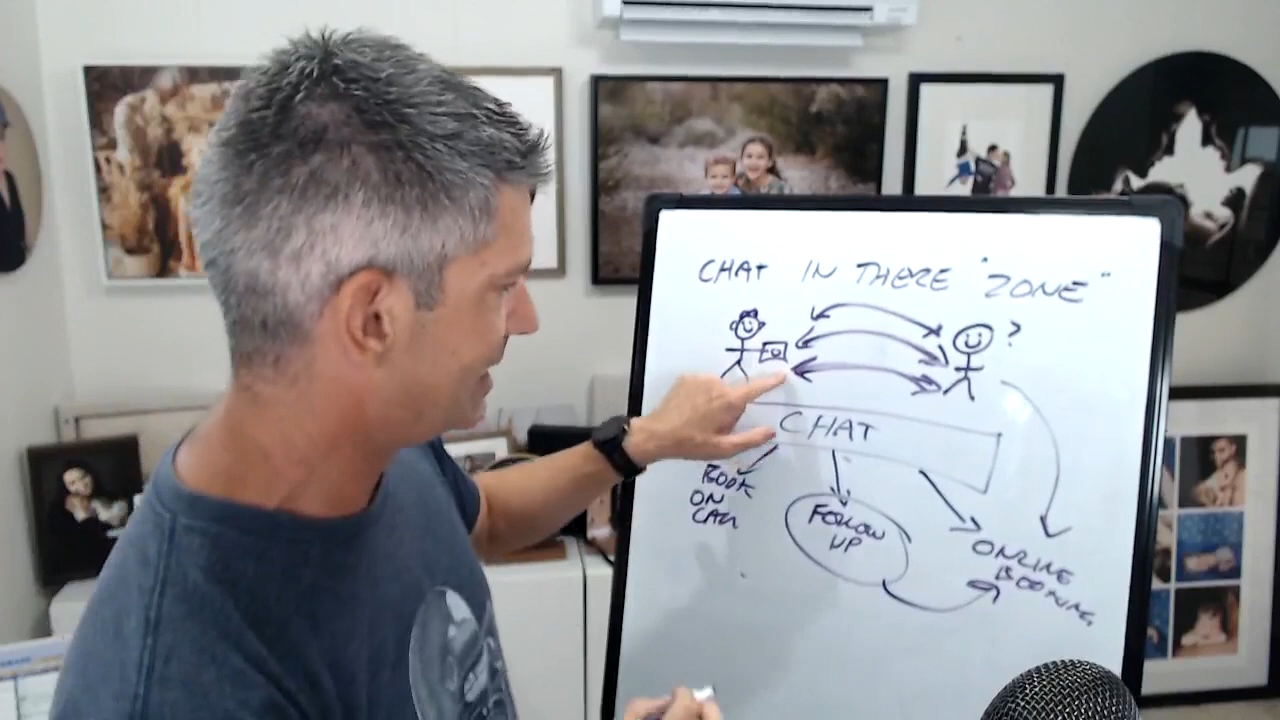 CHAT IN THERE "ZONE"
?
CHAT
BOOK
ON
CALL
FOLLOW
UP
ONLINE
BOOKING